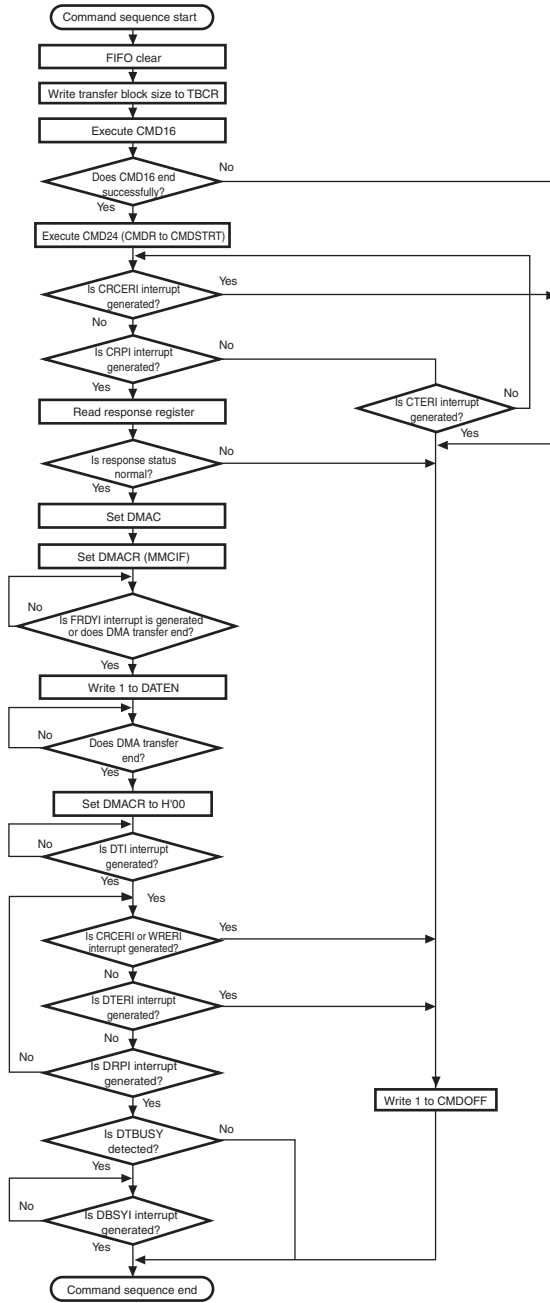 Command sequence start
FIFO clear
Write transfer block size to TBCR
Execute CMD16
No
Does CMD16 end
successfully?
Yes
Execute CMD24 (CMDR to CMDSTRT)
Yes
Is CRCERI interrupt
generated?
No
No
Is CRPI interrupt
generated?
Yes
No
Is CTERI interrupt
generated?
Yes
Read response register
No
Is response status
normal?
Yes
Set DMAC
Set DMACR (MMCIF)
No
Is FRDYI interrupt is generated
or does DMA transfer end?
Yes
Write 1 to DATEN
No
Does DMA transfer
end?
Yes
Set DMACR to H'00
No
Is DTI interrupt
generated?
Yes
Yes
Yes
Is CRCERI or WRERI
interrupt generated?
No
Yes
Is DTERI interrupt
generated?
No
No
Is DRPI interrupt
generated?
Yes
Write 1 to CMDOFF
No
Is DTBUSY
detected?
Yes
No
Is DBSYI interrupt
generated?
Yes
Command sequence end